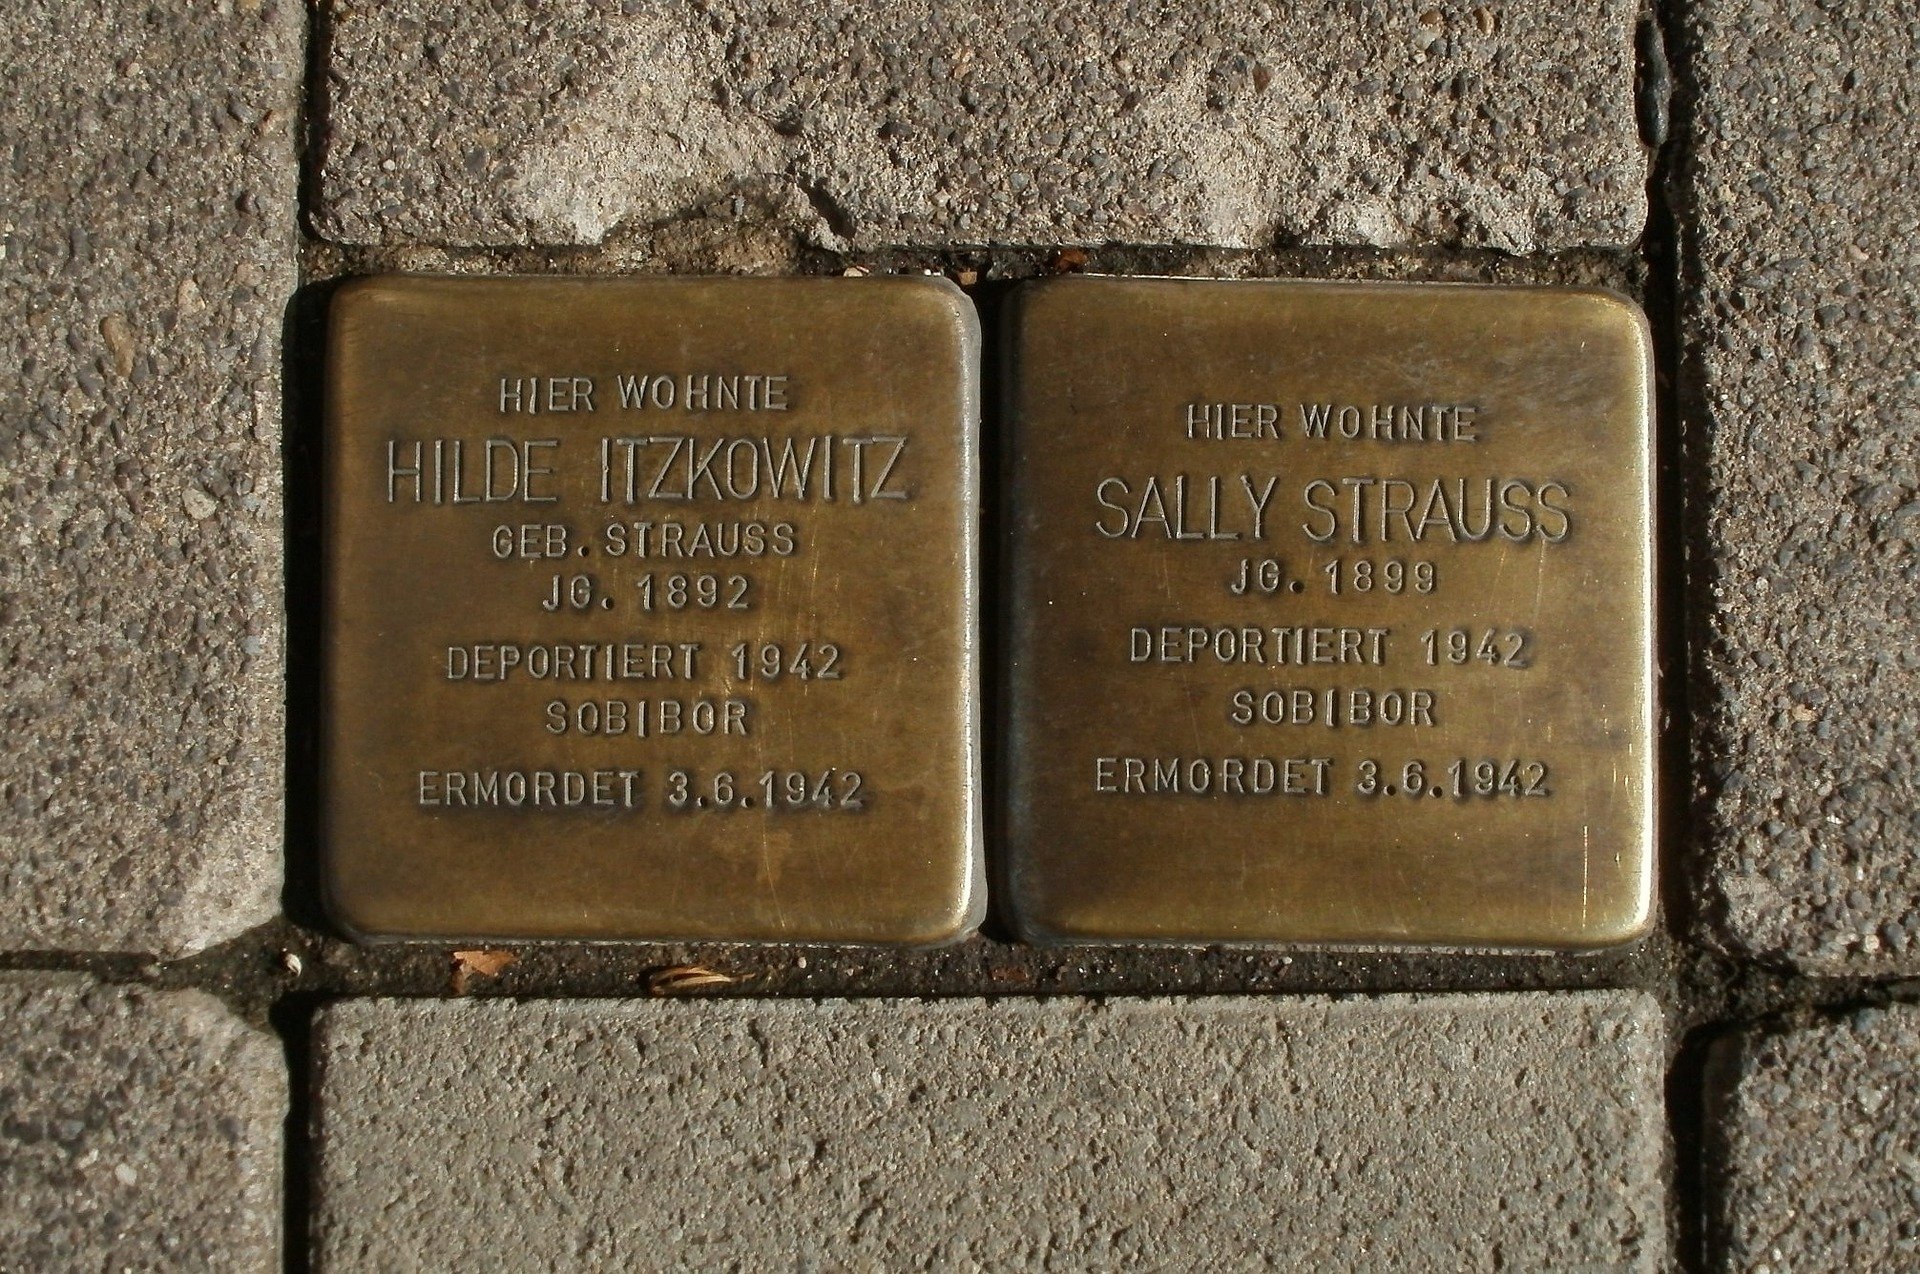 HIER WOHNTE
HILDE ITZKOWITZ
GEB. STRAUSS
JG. 1892
DEPORTIERT 1942
SOBIBOR
ERMORDET 3.6.1942
HIER WOHNTE
SALLY STRAUSS
JG. 1899
DEPORTIERT 1942
SOBIBOR
ERMORDET 3.6.1942